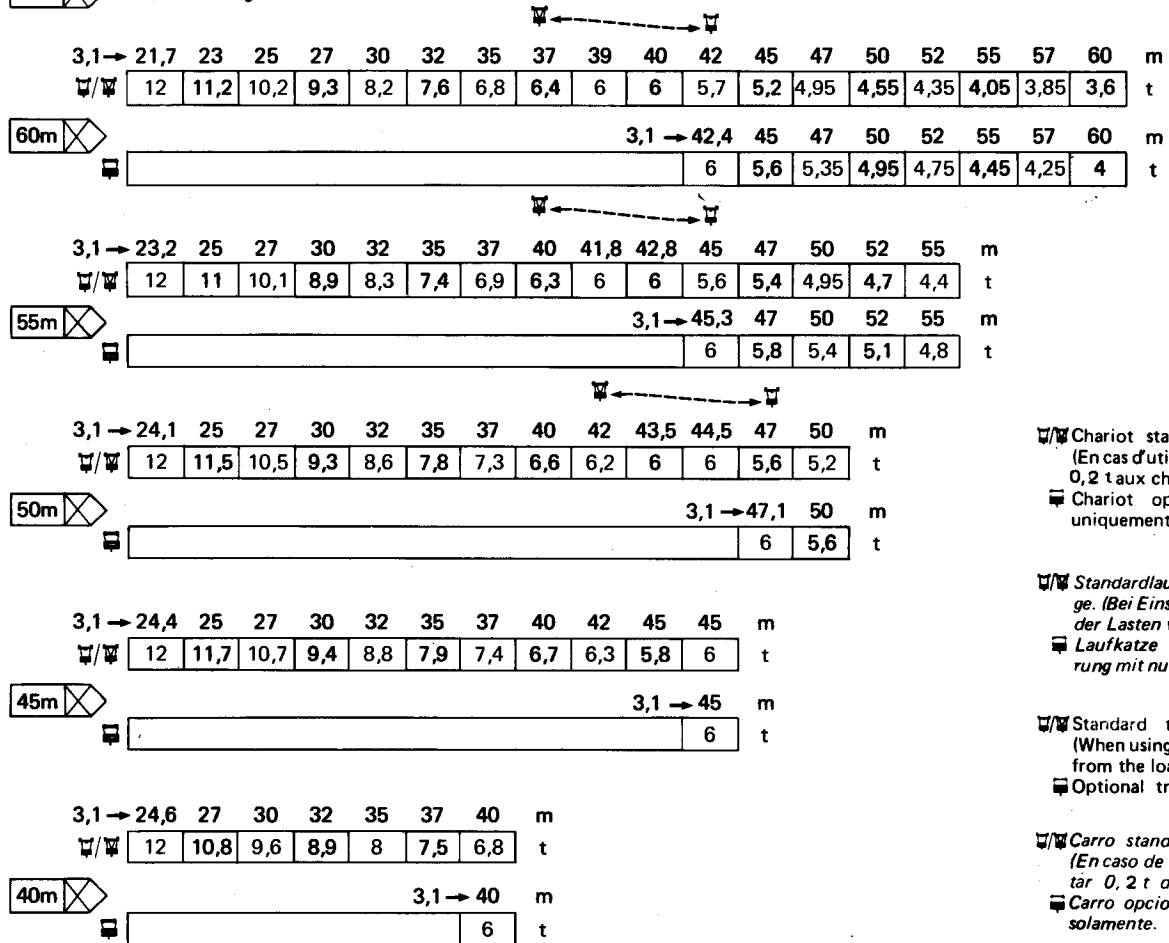 3,1 → 21,7 23 25 27 30 32 35 37 39 40 42 45 47 50 52 55 57 60 m
/ 12 11,2 10,2 9,3 8,2 7,6 6,8 6,4 6 6 5,7 5,2 4,95 4,55 4,35 4,05 3,85 3,6 t
60m 3,1 → 42,4 45 47 50 52 55 57 60 m
6 5,6 5,35 4,95 4,75 4,45 4,25 4 t
3,1 → 23,2 25 27 30 32 35 37 40 41,8 42,8 45 47 50 52 55 m
/ 12 11 10,1 8,9 8,3 7,4 6,9 6,3 6 6 5,6 5,4 4,95 4,7 4,4 t
55m 3,1 → 45,3 47 50 52 55 m
6 5,8 5,4 5,1 4,8 t
3,1 → 24,1 25 27 30 32 35 37 40 42 43,5 44,5 47 50 m
/ 12 11,5 10,5 9,3 8,6 7,8 7,3 6,6 6,2 6 6 5,6 5,2 t
50m 3,1 → 47,1 50 m
6 5,6 t
3,1 → 24,4 25 27 30 32 35 37 40 42 45 45 m
/ 12 11,7 10,7 9,4 8,8 7,9 7,4 6,7 6,3 5,8 6 t
45m 3,1 → 45 m
6 t
3,1 → 24,6 27 30 32 35 37 40 m
/ 12 10,8 9,6 8,9 8 7,5 6,8 t
40m 3,1 → 40 m
6 t
/ Chariot sta
(En cas d'uti
0,2 t aux ch
Chariot op
uniquement
/ Standardlau
ge. (Bei Eins
der Lasten
Laufkatze
rung mit nu
/ Standard t
(When using
from the loa
Optional tr
/ Carro stand
(En caso de
tar 0,2 t
Carro opcio
solamente.